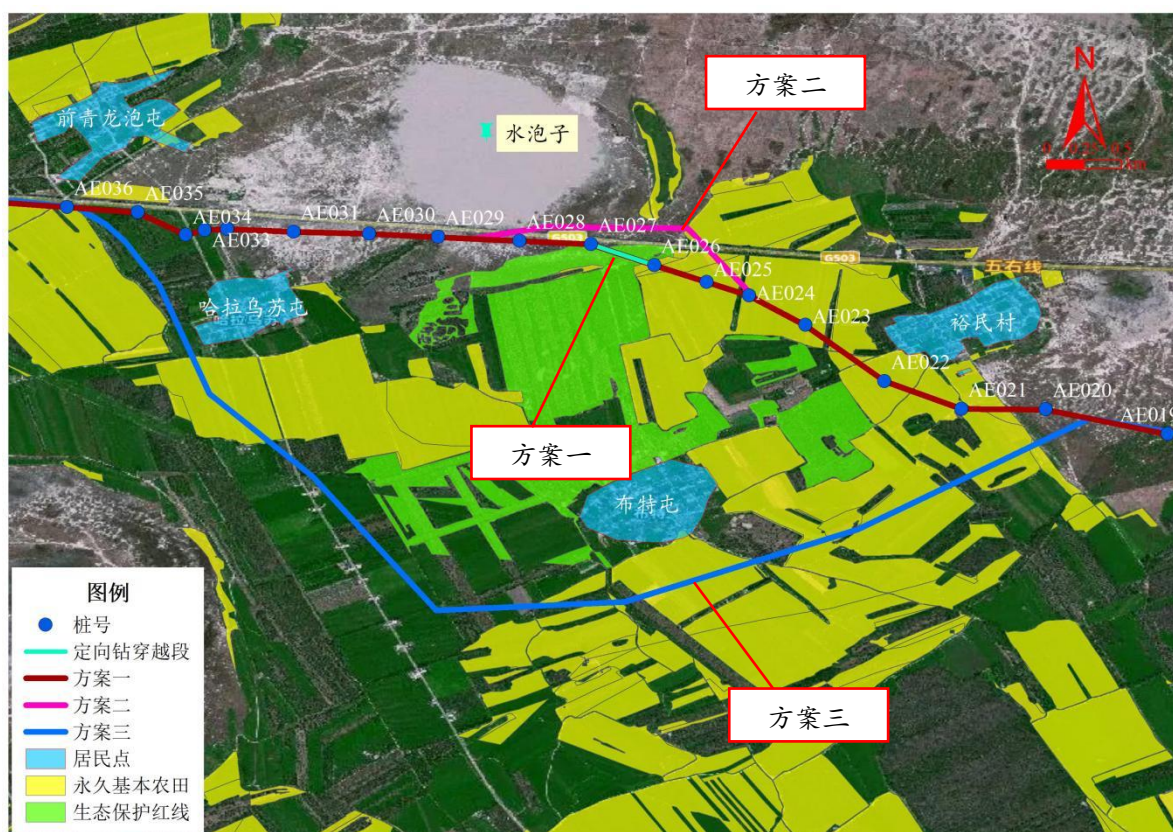 方案二
N
前青龙泡屯
水泡子
AE036
AE035
AE034
AE033
AE031
AE030
AE029
AE028
G503
AE027
AE026
AE025
G503
五右线
AE024
哈拉乌苏屯
AE023
裕民村
AE022
AE021
AE020
AE019
方案一
布特屯
方案三
图例
桩号
定向钻穿越段
方案一
方案二
方案三
居民点
永久基本农田
生态保护红线